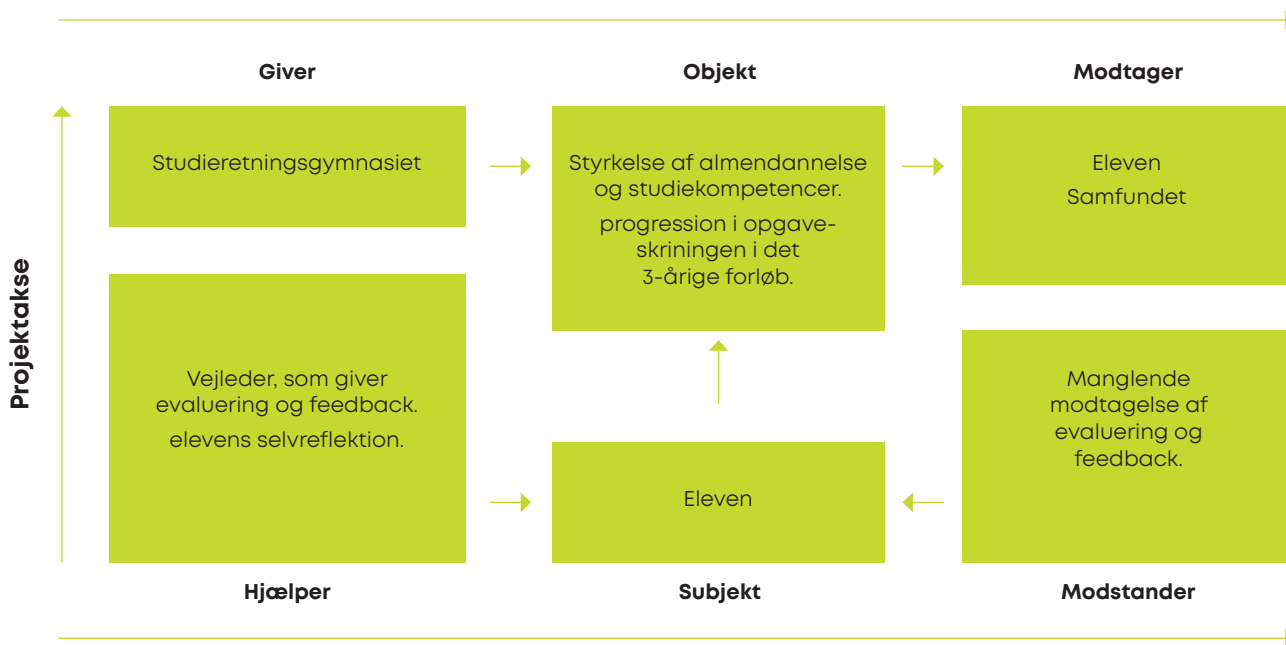 Giver
Objekt
Modtager
Studieretningsgymnasiet
Styrkelse af almendannelse
og studiekompetencer.
progression i opgave-
skriningen i det
3-årige forløb.
Eleven
Samfundet
Projektakse
Vejleder, som giver
evaluering og feedback.
elevens selvreflektion.
Eleven
Manglende
modtagelse af
evaluering og
feedback.
Hjælper
Subjekt
Modstander